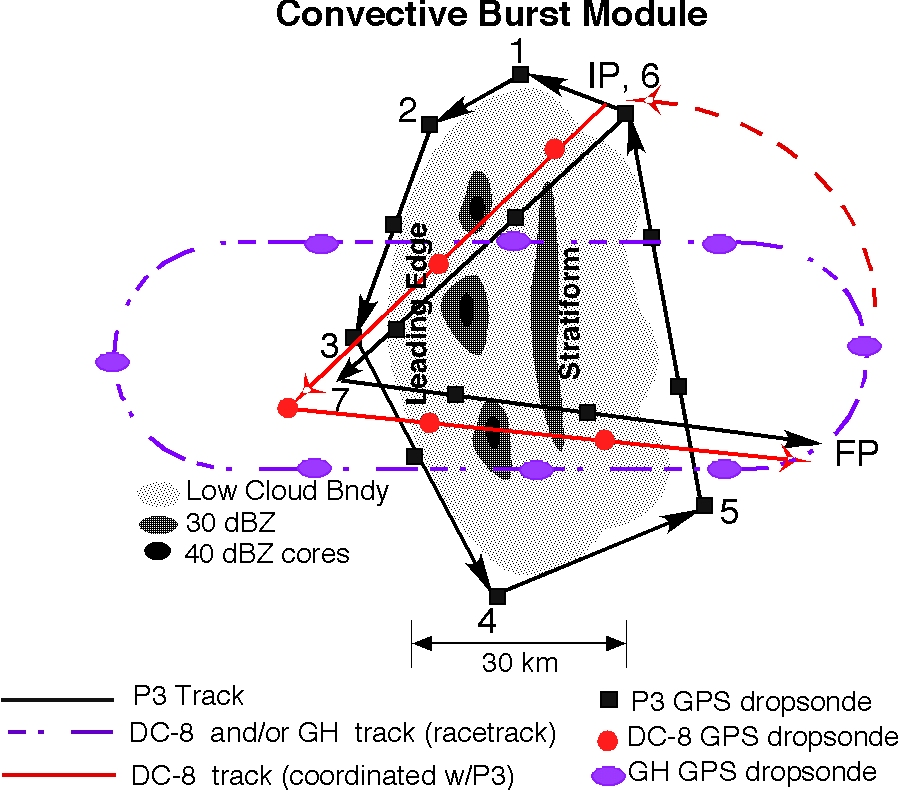 Convective Burst Module
1
IP, 6
2
Leading Edge
Stratiform
3
7
FP
Low Cloud Bndy
30 dBZ
40 dBZ cores
5
4
30 km
P3 Track
DC-8 and/or GH track (racetrack)
DC-8 track (coordinated w/P3)
P3 GPS dropsonde
DC-8 GPS dropsonde
GH GPS dropsonde